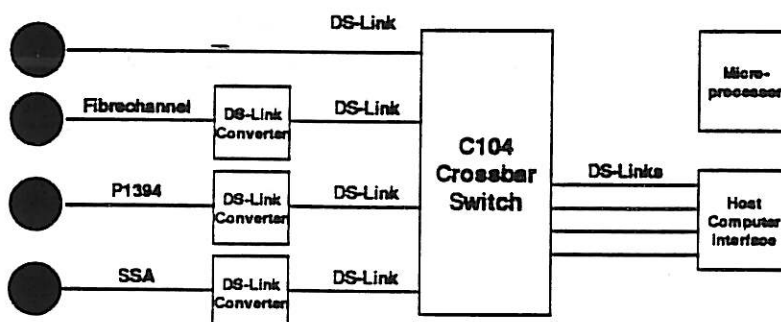 DS-Link
Fibrechannel
DS-Link
Converter
DS-Link
P1394
DS-Link
Converter
DS-Link
SSA
DS-Link
Converter
DS-Link
C104
Crossbar
Switch
DS-Links
Micro-
processor
Host
Computer
Interface